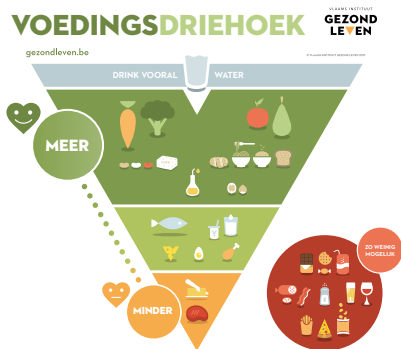 VOEDINGSDRIEHOEK
VLAAMS INSTITUUT
GEZOND
LEVEN
gezondleven.be
DRINK VOORAL WATER
MEER
ZO WEINIG
MOGELIJK
MINDER